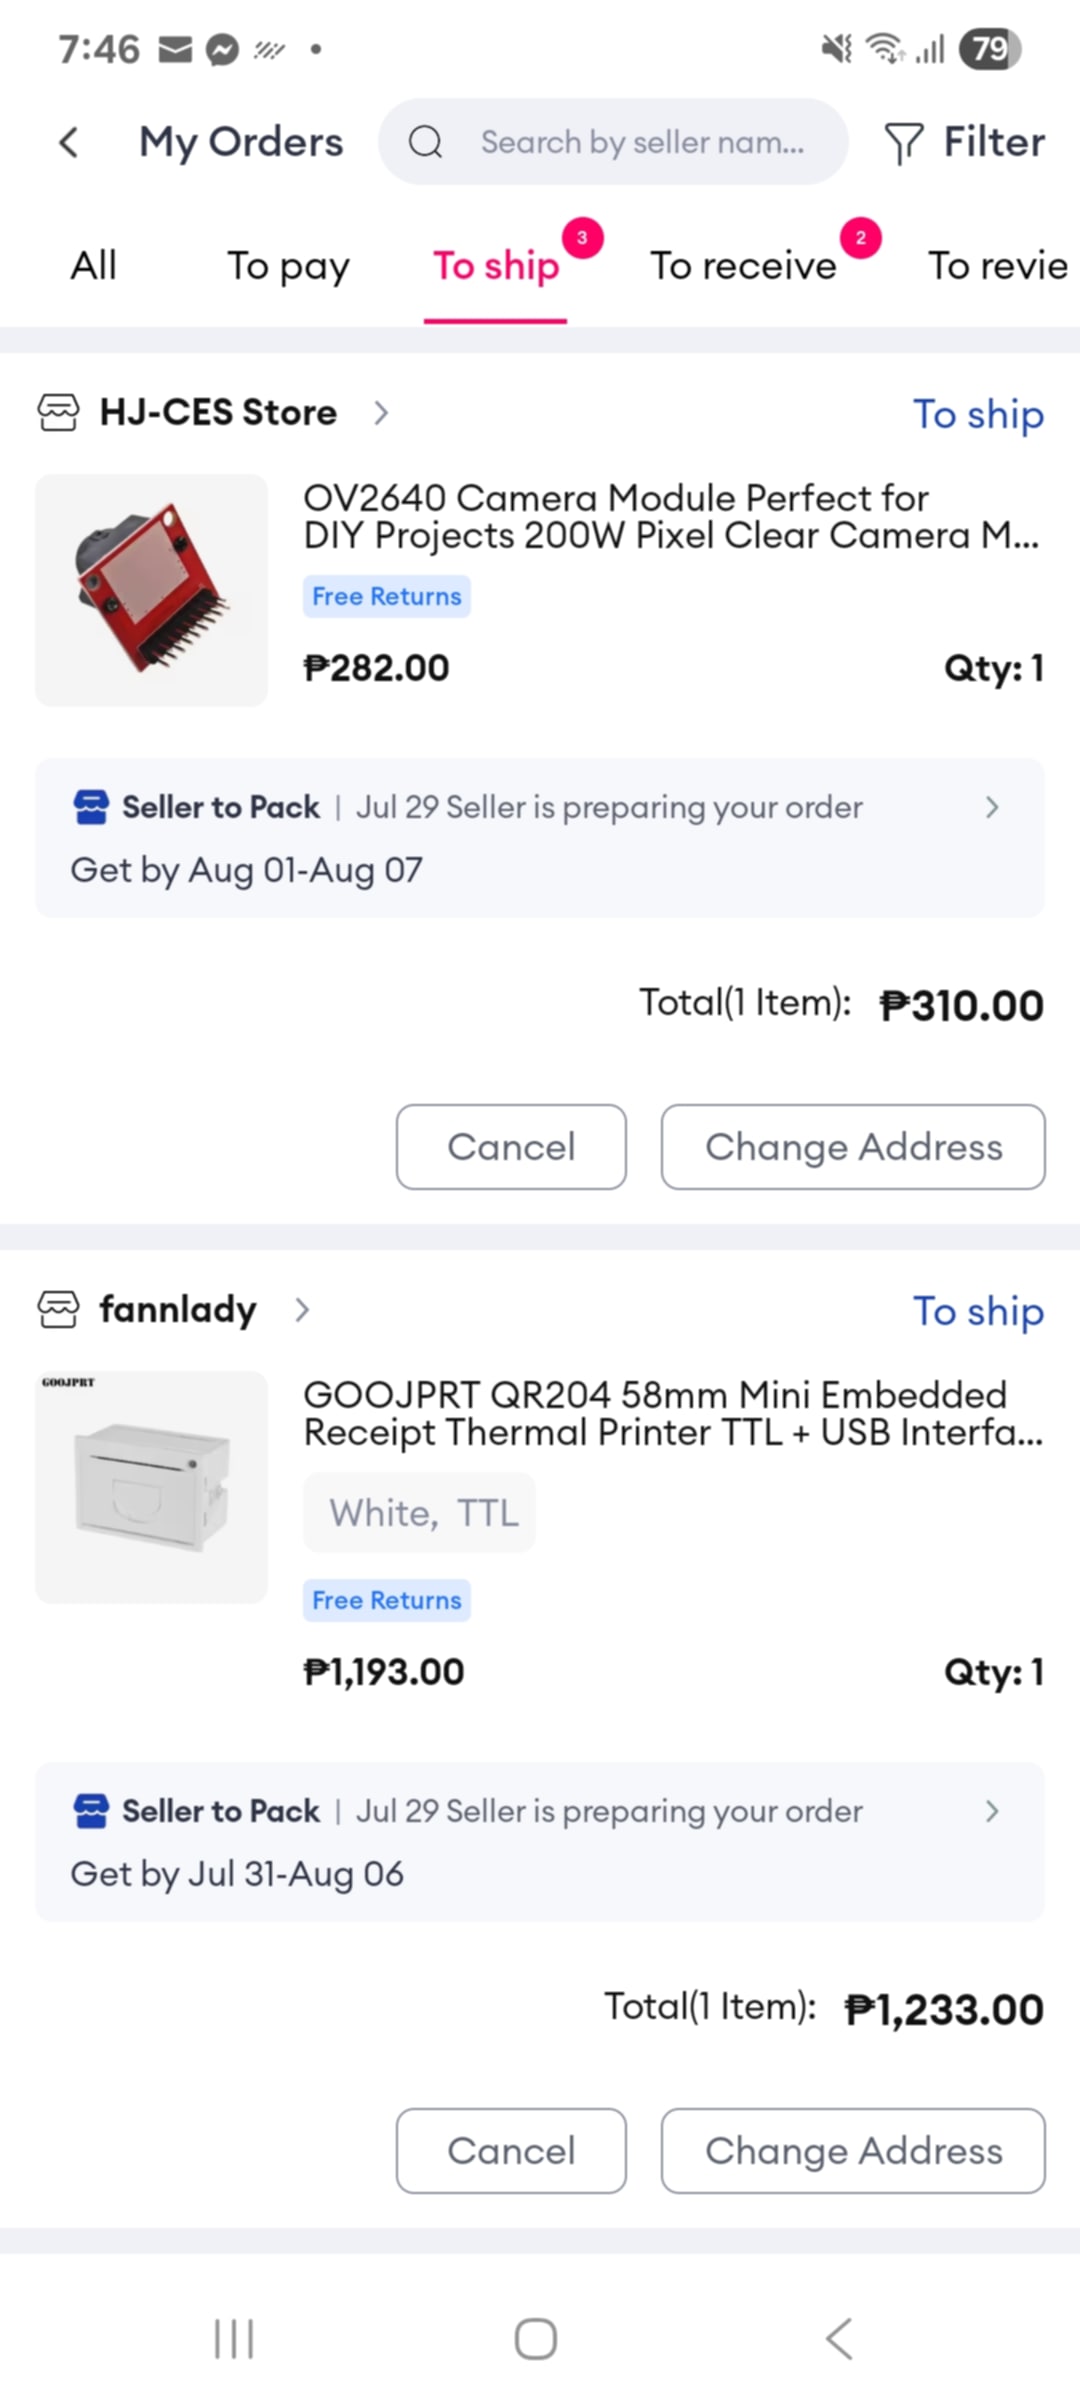 7:46
79
My Orders
Search by seller nam...
Filter
All
To pay
To ship
3
To receive
2
To revie
HJ-CES Store
To ship
OV2640 Camera Module Perfect for
DIY Projects 200W Pixel Clear Camera M...
Free Returns
₱282.00
Qty: 1
Seller to Pack | Jul 29 Seller is preparing your order
Get by Aug 01-Aug 07
Total(1 Item): ₱310.00
Cancel
Change Address
fannlady
To ship
GOOJPRT
GOOJPRT QR204 58mm Mini Embedded
Receipt Thermal Printer TTL + USB Interfa...
White, TTL
Free Returns
₱1,193.00
Qty: 1
Seller to Pack | Jul 29 Seller is preparing your order
Get by Jul 31-Aug 06
Total(1 Item): ₱1,233.00
Cancel
Change Address